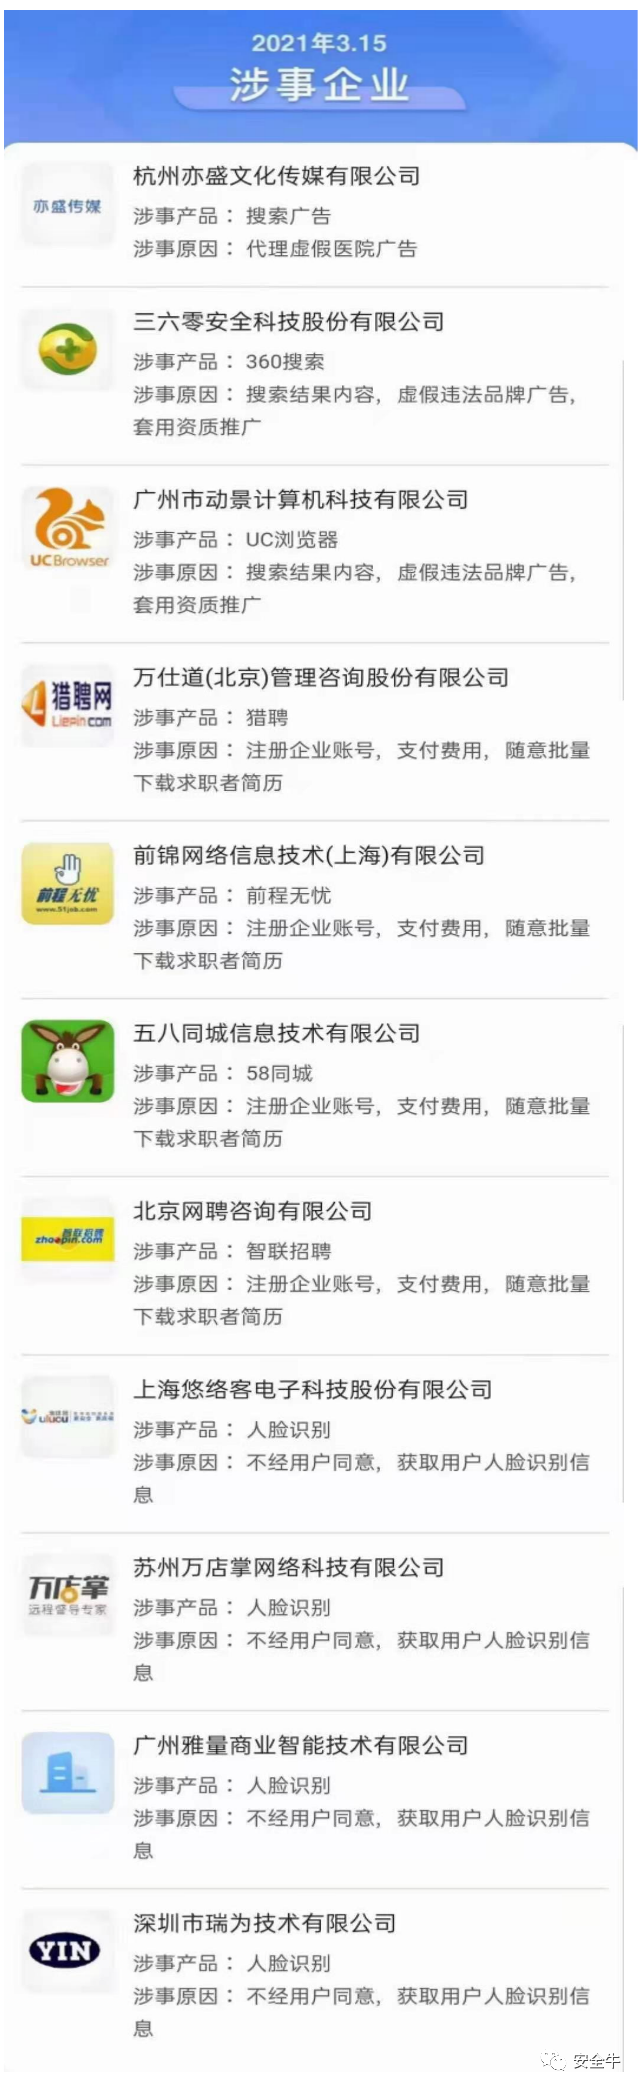 2021年3.15
涉事企业
亦盛传媒
杭州亦盛文化传媒有限公司
涉事产品：搜索广告
涉事原因：代理虚假医院广告
三六零安全科技股份有限公司
涉事产品：360搜索
涉事原因：搜索结果内容，虚假违法品牌广告，
套用资质推广
UC Browser
广州市动景计算机科技有限公司
涉事产品：UC浏览器
涉事原因：搜索结果内容，虚假违法品牌广告，
套用资质推广
猎聘网
Liepin.com
万仕道(北京)管理咨询股份有限公司
涉事产品：猎聘
涉事原因：注册企业账号，支付费用，随意批量
下载求职者简历
前程无忧
www.51job.com
前锦网络信息技术(上海)有限公司
涉事产品：前程无忧
涉事原因：注册企业账号，支付费用，随意批量
下载求职者简历
五八同城信息技术有限公司
涉事产品：58同城
涉事原因：注册企业账号，支付费用，随意批量
下载求职者简历
智联招聘
zhaopin.com
北京网聘咨询有限公司
涉事产品：智联招聘
涉事原因：注册企业账号，支付费用，随意批量
下载求职者简历
ulucu
上海悠络客电子科技股份有限公司
涉事产品：人脸识别
涉事原因：不经用户同意，获取用户人脸识别信
息
万店掌
远程督导专家
苏州万店掌网络科技有限公司
涉事产品：人脸识别
涉事原因：不经用户同意，获取用户人脸识别信
息
广州雅量商业智能技术有限公司
涉事产品：人脸识别
涉事原因：不经用户同意，获取用户人脸识别信
息
YIN
深圳市瑞为技术有限公司
涉事产品：人脸识别
涉事原因：不经用户同意，获取用户人脸识别信
息
安全牛